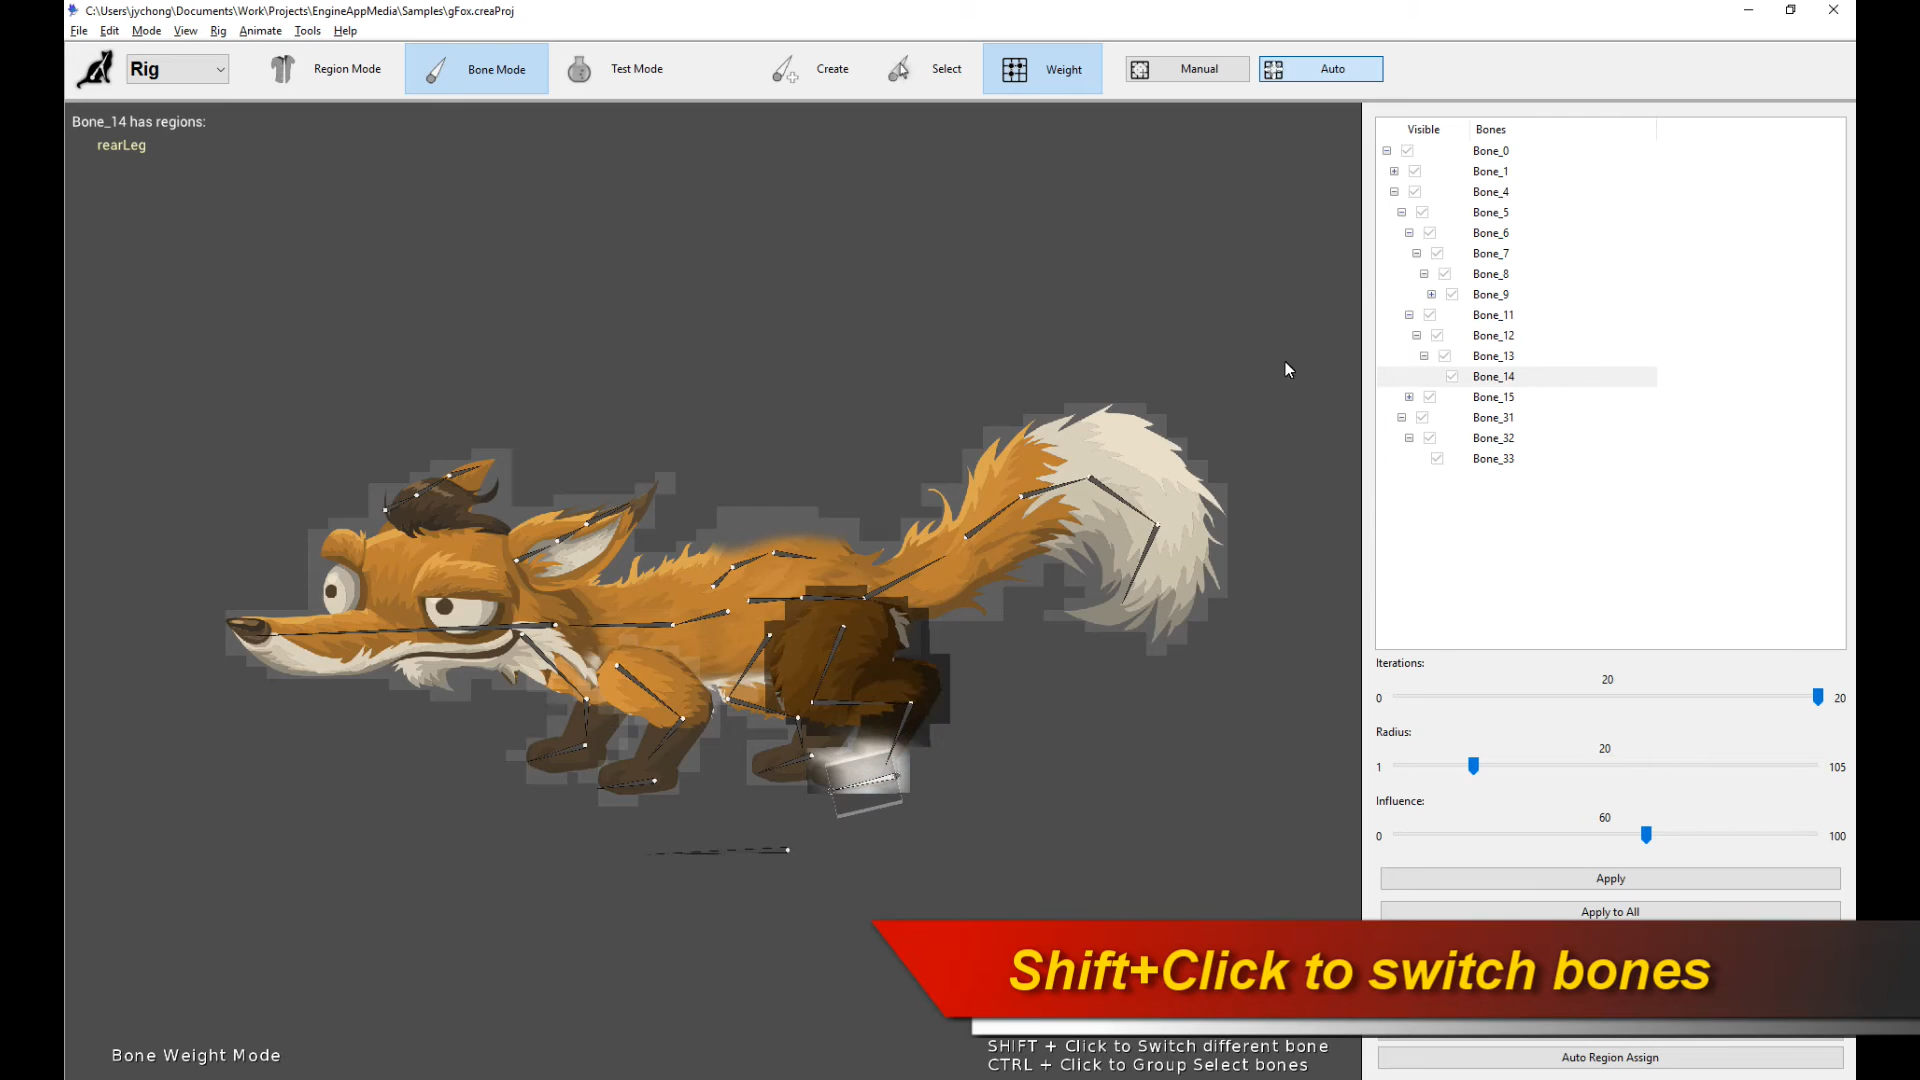 C:\Users\jychong\Documents\Work\Projects\EngineAppMedia\Samples\gFox.creaProj
File Edit Mode View Rig Animate Tools Help
Rig Region Mode Bone Mode Test Mode Create Select Weight Manual Auto
Bone_14 has regions:
rearLeg
Visible Bones
Bone_0
Bone_1
Bone_4
Bone_5
Bone_6
Bone_7
Bone_8
Bone_9
Bone_11
Bone_12
Bone_13
Bone_14
Bone_15
Bone_31
Bone_32
Bone_33
Iterations:
20
0 20
Radius:
20
1 105
Influence:
60
0 100
Apply
Apply to All
Shift+Click to switch bones
Bone Weight Mode
SHIFT + Click to Switch different bone
CTRL + Click to Group Select bones
Auto Region Assign